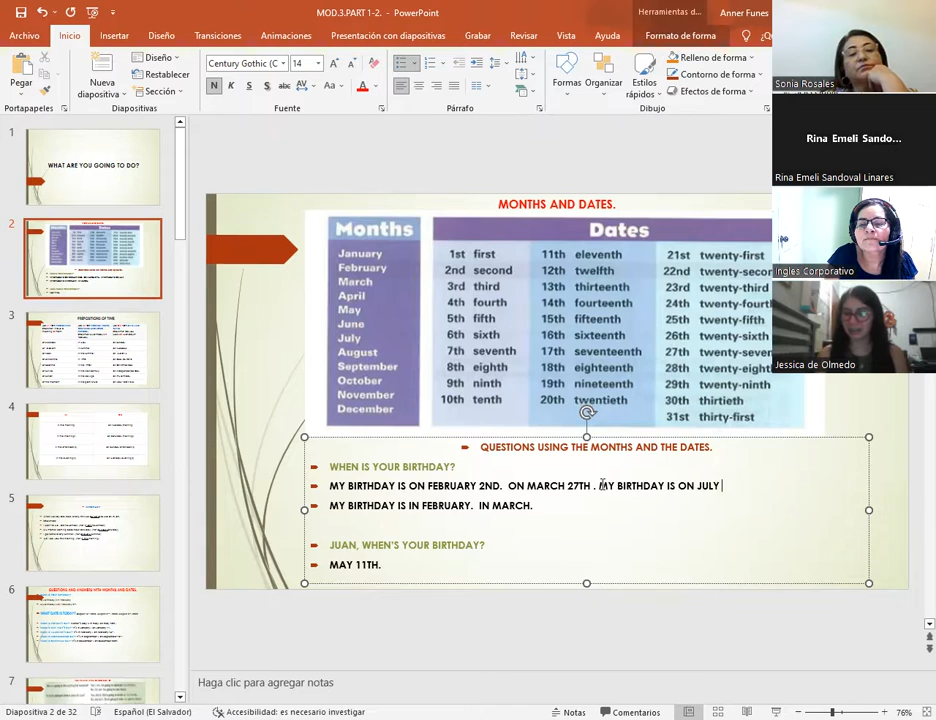 MOD.3.PART 1-2. - PowerPoint
Herramientas d...
Anner Funes
Archivo Inicio Insertar Diseño Transiciones Animaciones Presentación con diapositivas Grabar Revisar Vista Ayuda Formato de forma
Pegar
Nueva diapositiva
Diseño
Restablecer
Sección
Century Gothic (C
14
N K S abc AV Aa A
Formas
Organizar
Estilos rápidos
Relleno de forma
Contorno de forma
Efectos de forma
Portapapeles Diapositivas Fuente Párrafo Dibujo
Sonia Rosales
Rina Emeli Sando...
Rina Emeli Sandoval Linares
Ingles Corporativo
Jessica de Olmedo
1
WHAT ARE YOU GOING TO DO?
2
3
PREPOSITIONS OF TIME
4
5
6
7
MONTHS AND DATES.
Months
January
February
March
April
May
June
July
August
September
October
November
December
Dates
1st first 11th eleventh 21st twenty-first
2nd second 12th twelfth 22nd twenty-secon
3rd third 13th thirteenth 23rd twenty-third
4th fourth 14th fourteenth 24th twenty-fourt
5th fifth 15th fifteenth 25th twenty-fifth
6th sixth 16th sixteenth 26th twenty-sixth
7th seventh 17th seventeenth 27th twenty-seven
8th eighth 18th eighteenth 28th twenty-eight
9th ninth 19th nineteenth 29th twenty-ninth
10th tenth 20th twentieth 30th thirtieth
31st thirty-first
QUESTIONS USING THE MONTHS AND THE DATES.
WHEN IS YOUR BIRTHDAY?
MY BIRTHDAY IS ON FEBRUARY 2ND. ON MARCH 27TH . MY BIRTHDAY IS ON JULY
MY BIRTHDAY IS IN FEBRUARY. IN MARCH.
JUAN, WHEN'S YOUR BIRTHDAY?
MAY 11TH.
Haga clic para agregar notas
Diapositiva 2 de 32 Español (El Salvador) Accesibilidad: es necesario investigar Notas Comentarios 76%